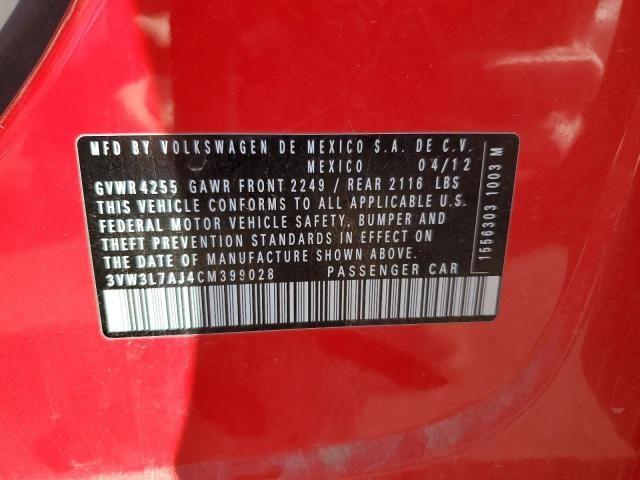 MFD BY VOLKSWAGEN DE MEXICO S.A. DE C.V.
MEXICO 04/12
GVWR 4255 GAWR FRONT 2249 / REAR 2116 LBS
THIS VEHICLE CONFORMS TO ALL APPLICABLE U.S.
FEDERAL MOTOR VEHICLE SAFETY, BUMPER AND
THEFT PREVENTION STANDARDS IN EFFECT ON
THE DATE OF MANUFACTURE SHOWN ABOVE.
3VW3L7AJ4CM399028 PASSENGER CAR
1556303 1003 M